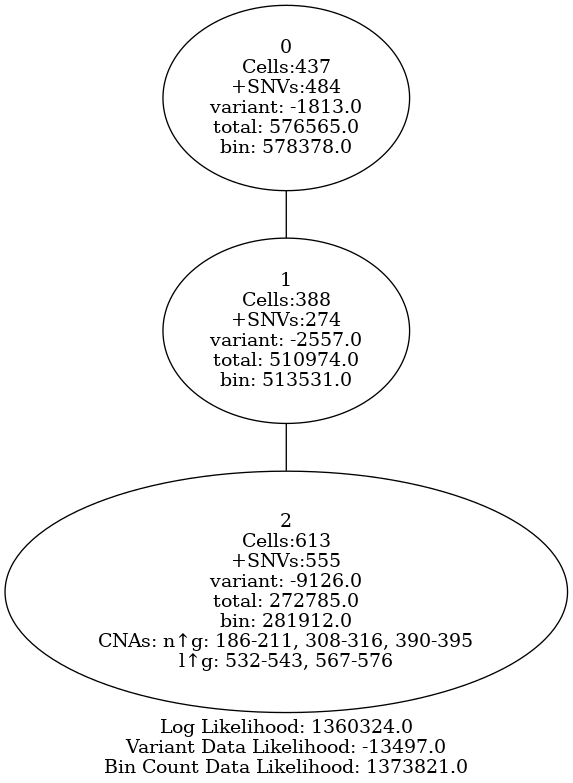 0
Cells:437
+SNVs:484
variant: -1813.0
total: 576565.0
bin: 578378.0
1
Cells:388
+SNVs:274
variant: -2557.0
total: 510974.0
bin: 513531.0
2
Cells:613
+SNVs:555
variant: -9126.0
total: 272785.0
bin: 281912.0
CNAs: n↑g: 186-211, 308-316, 390-395
l↑g: 532-543, 567-576
Log Likelihood: 1360324.0
Variant Data Likelihood: -13497.0
Bin Count Data Likelihood: 1373821.0